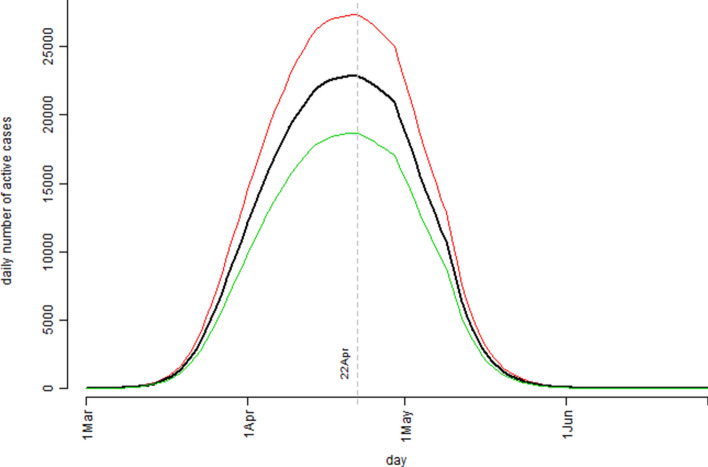 daily number of active cases
25000
20000
15000
10000
5000
0
22Apr
1Mar
1Apr
1May
1Jun
day